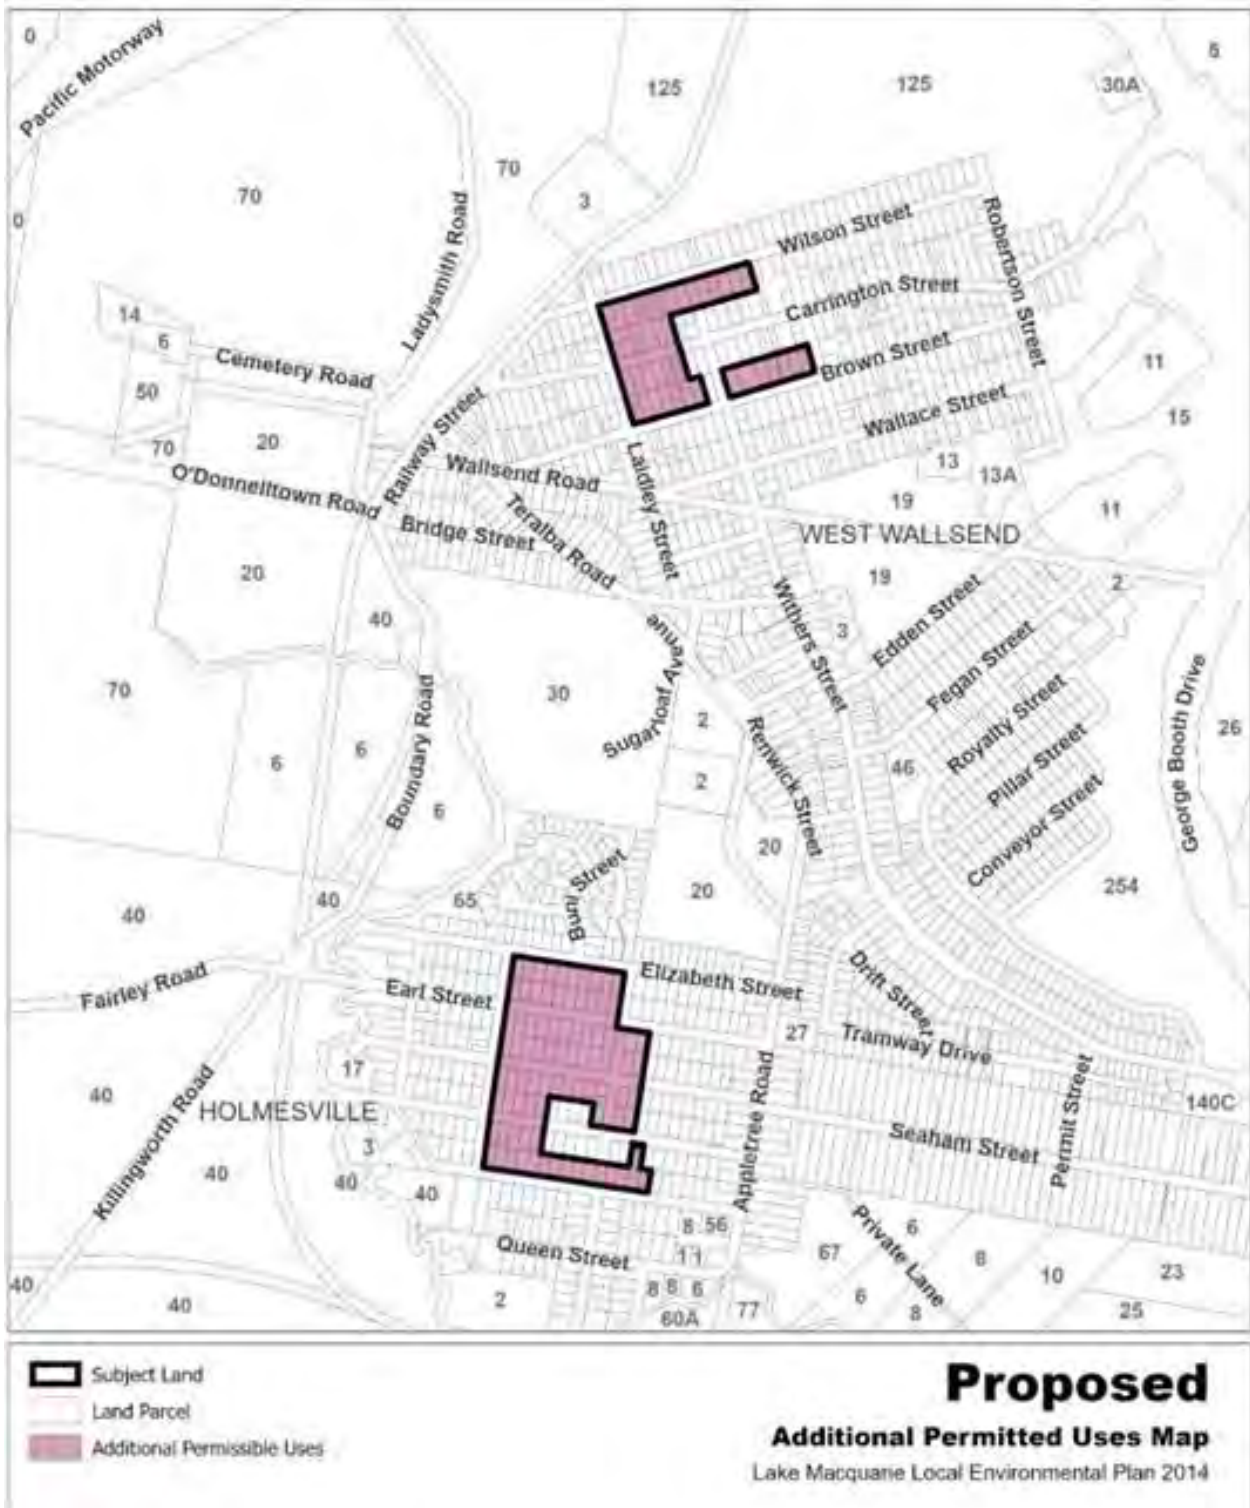 0
Pacific Motorway
125
125
30A
5
70
70
3
0
Ladysmith Road
Wilson Street
Robertson Street
Carrington Street
14
6
Cemetery Road
50
Railway Street
Brown Street
11
70
20
Wallace Street
15
O'Donnelltown Road
Wallsend Road
Laidley Street
13
13A
19
11
Bridge Street
Teralba Road
WEST WALLSEND
20
19
2
40
Withers Street
3
Edden Street
Sugarloaf Avenue
Fegan Street
70
30
Boundary Road
2
Royalty Street
George Booth Drive
26
6
6
Renwick Street
46
Pillar Street
2
6
Conveyor Street
20
254
Street
20
40
40
65
Elizabeth Street
Drift Street
Fairley Road
Earl Street
27
Tramway Drive
17
40
Killingworth Road
HOLMESVILLE
Appletree Road
Permit Street
140C
Seaham Street
3
40
40
40
8 56
Private Lane
6
Queen Street
11
67
8
10
23
40
40
2
8 8 6
60A
77
6
8
25
Subject Land
Land Parcel
Additional Permissible Uses
Proposed
Additional Permitted Uses Map
Lake Macquarie Local Environmental Plan 2014